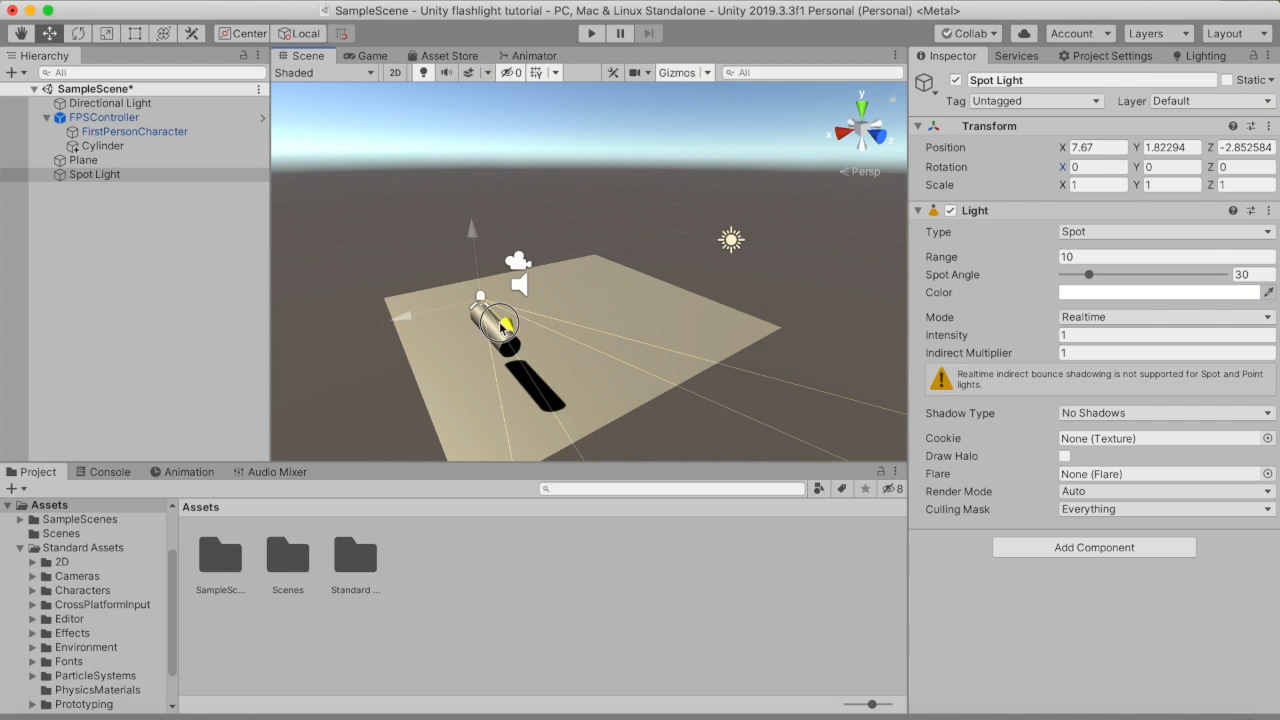 SampleScene - Unity flashlight tutorial - PC, Mac & Linux Standalone - Unity 2019.3.3f1 Personal (Personal) <Metal>
Center Local Collab Account Layers Layout
Hierarchy Scene Game Asset Store Animator Inspector Services Project Settings Lighting
All Shaded 2D 0 Gizmos All
SampleScene*
Directional Light
FPSController
FirstPersonCharacter
Cylinder
Plane
Spot Light
y
x
z
Persp
Spot Light Static
Tag Untagged Layer Default
Transform
Position X 7.67 Y 1.82294 Z -2.852584
Rotation X 0 Y 0 Z 0
Scale X 1 Y 1 Z 1
Light
Type Spot
Range 10
Spot Angle 30
Color
Mode Realtime
Intensity 1
Indirect Multiplier 1
Realtime indirect bounce shadowing is not supported for Spot and Point
lights.
Shadow Type No Shadows
Cookie None (Texture)
Draw Halo
Flare None (Flare)
Render Mode Auto
Culling Mask Everything
Add Component
Project Console Animation Audio Mixer
8
Assets
SampleScenes
Scenes
Standard Assets
2D
Cameras
Characters
CrossPlatformInput
Editor
Effects
Environment
Fonts
ParticleSystems
PhysicsMaterials
Prototyping
Assets
SampleSc... Scenes Standard ...